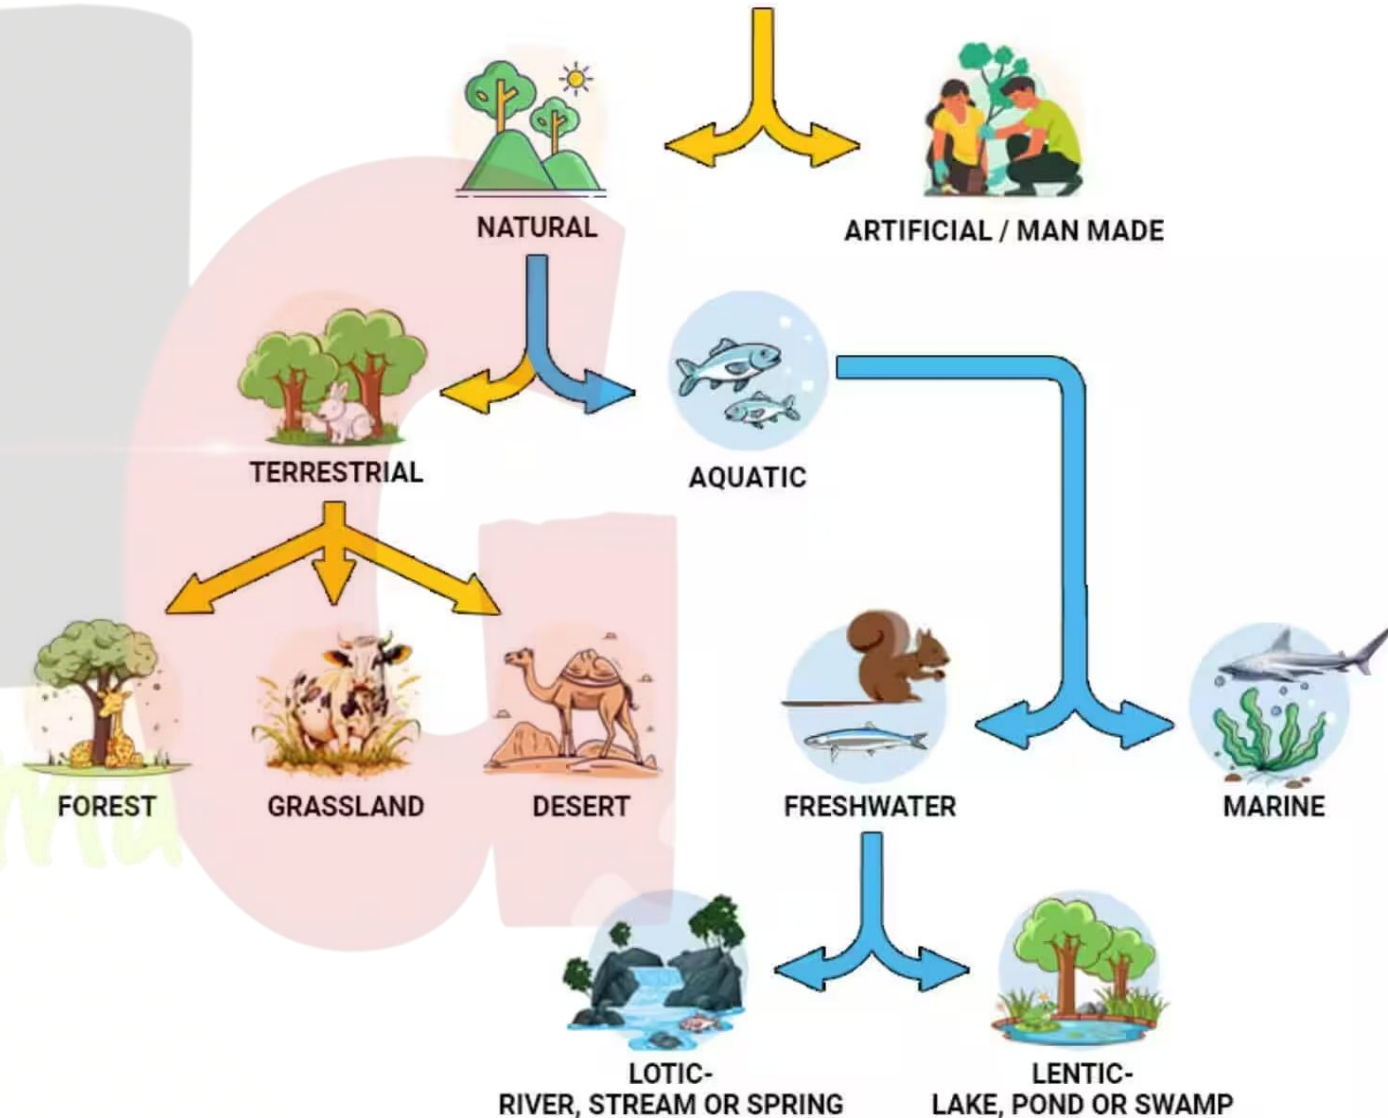 NATURAL
ARTIFICIAL / MAN MADE
TERRESTRIAL
AQUATIC
FOREST
GRASSLAND
DESERT
FRESHWATER
MARINE
LOTIC-
RIVER, STREAM OR SPRING
LENTIC-
LAKE, POND OR SWAMP